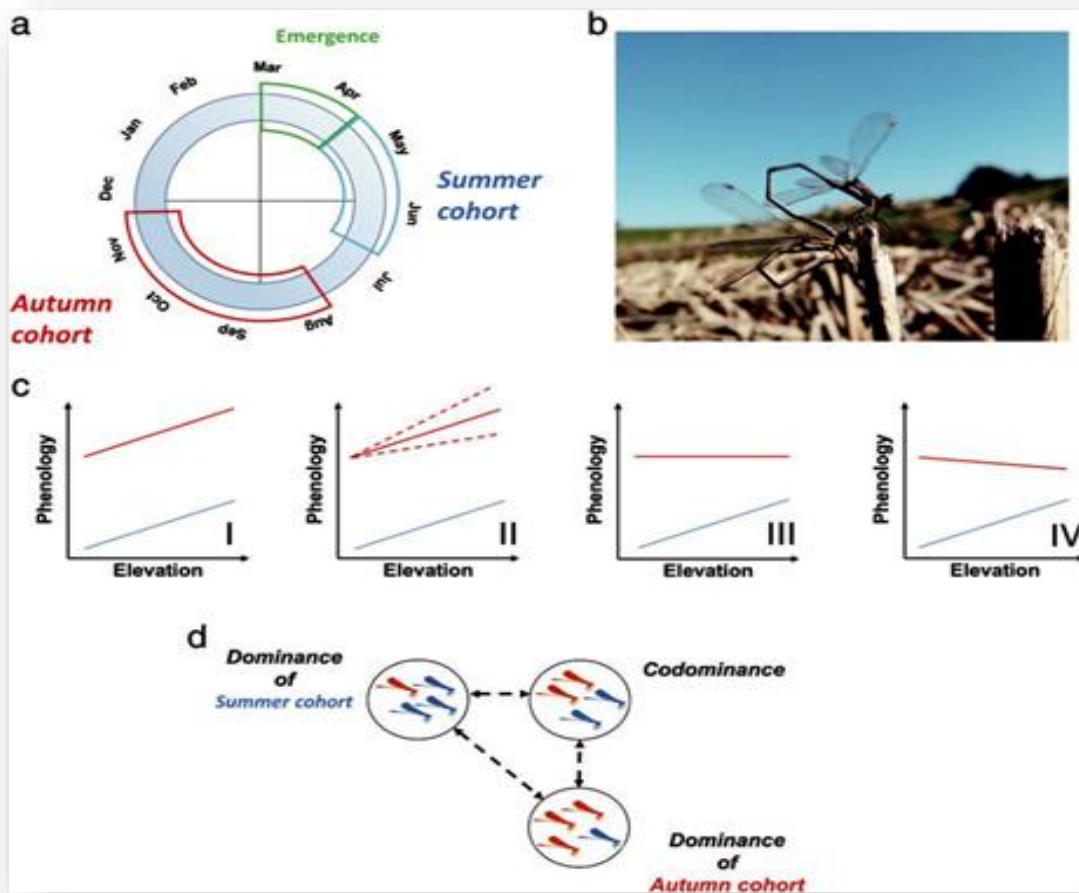 a
Emergence
Mar
Apr
May
Jun
Jul
Aug
Sep
Oct
Nov
Dec
Jan
Feb
Summer
cohort
Autumn
cohort
b
c
Phenology
Elevation
I
Phenology
Elevation
II
Phenology
Elevation
III
Phenology
Elevation
IV
d
Dominance
of
Summer cohort
Codominance
Dominance
of
Autumn cohort